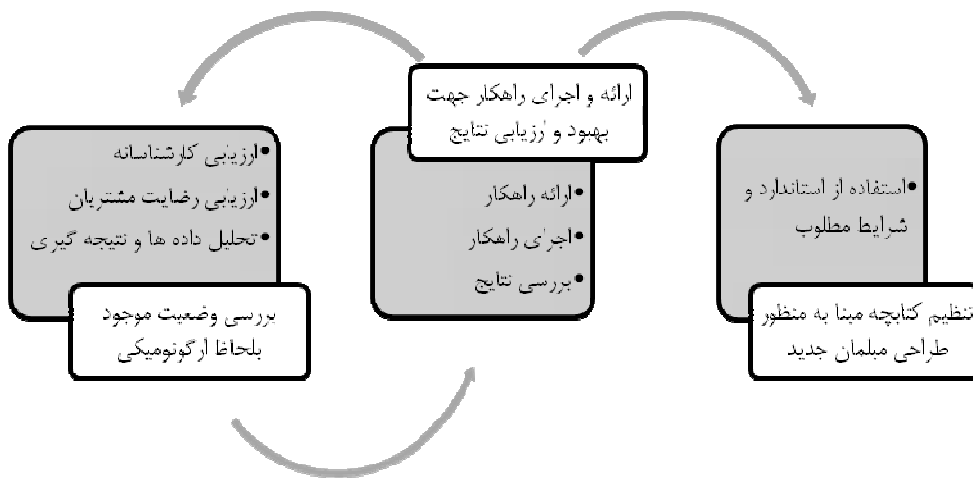 ارائه و اجرای راهکار جهت
بهبود و ارزیابی نتایج
•استفاده از استاندارد و
شرایط مطلوب
تنظیم کتابچه مبنا به منظور
طراحی مبلمان جدید
•ارائه راهکار
•اجرای راهکار
•بررسی نتایج
•ارزیابی کارشناسانه
•ارزیابی رضایت مشتریان
•تحلیل داده ها و نتیجه گیری
بررسی وضعیت موجود
بلحاظ ارگونومیکی